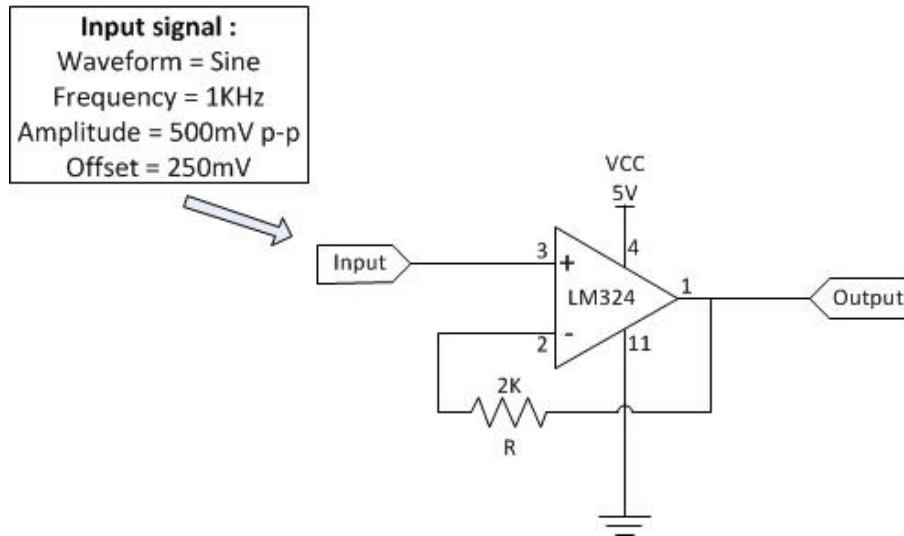 Input signal :
Waveform = Sine
Frequency = 1KHz
Amplitude = 500mV p-p
Offset = 250mV
VCC
5V
4
Input
3
+
LM324
1
Output
-
2
11
2K
R